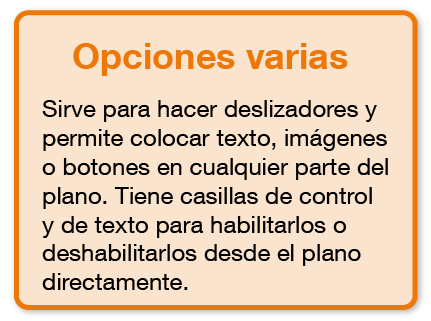 Opciones varias
Sirve para hacer deslizadores y
permite colocar texto, imágenes
o botones en cualquier parte del
plano. Tiene casillas de control
y de texto para habilitarlos o
deshabilitarlos desde el plano
directamente.